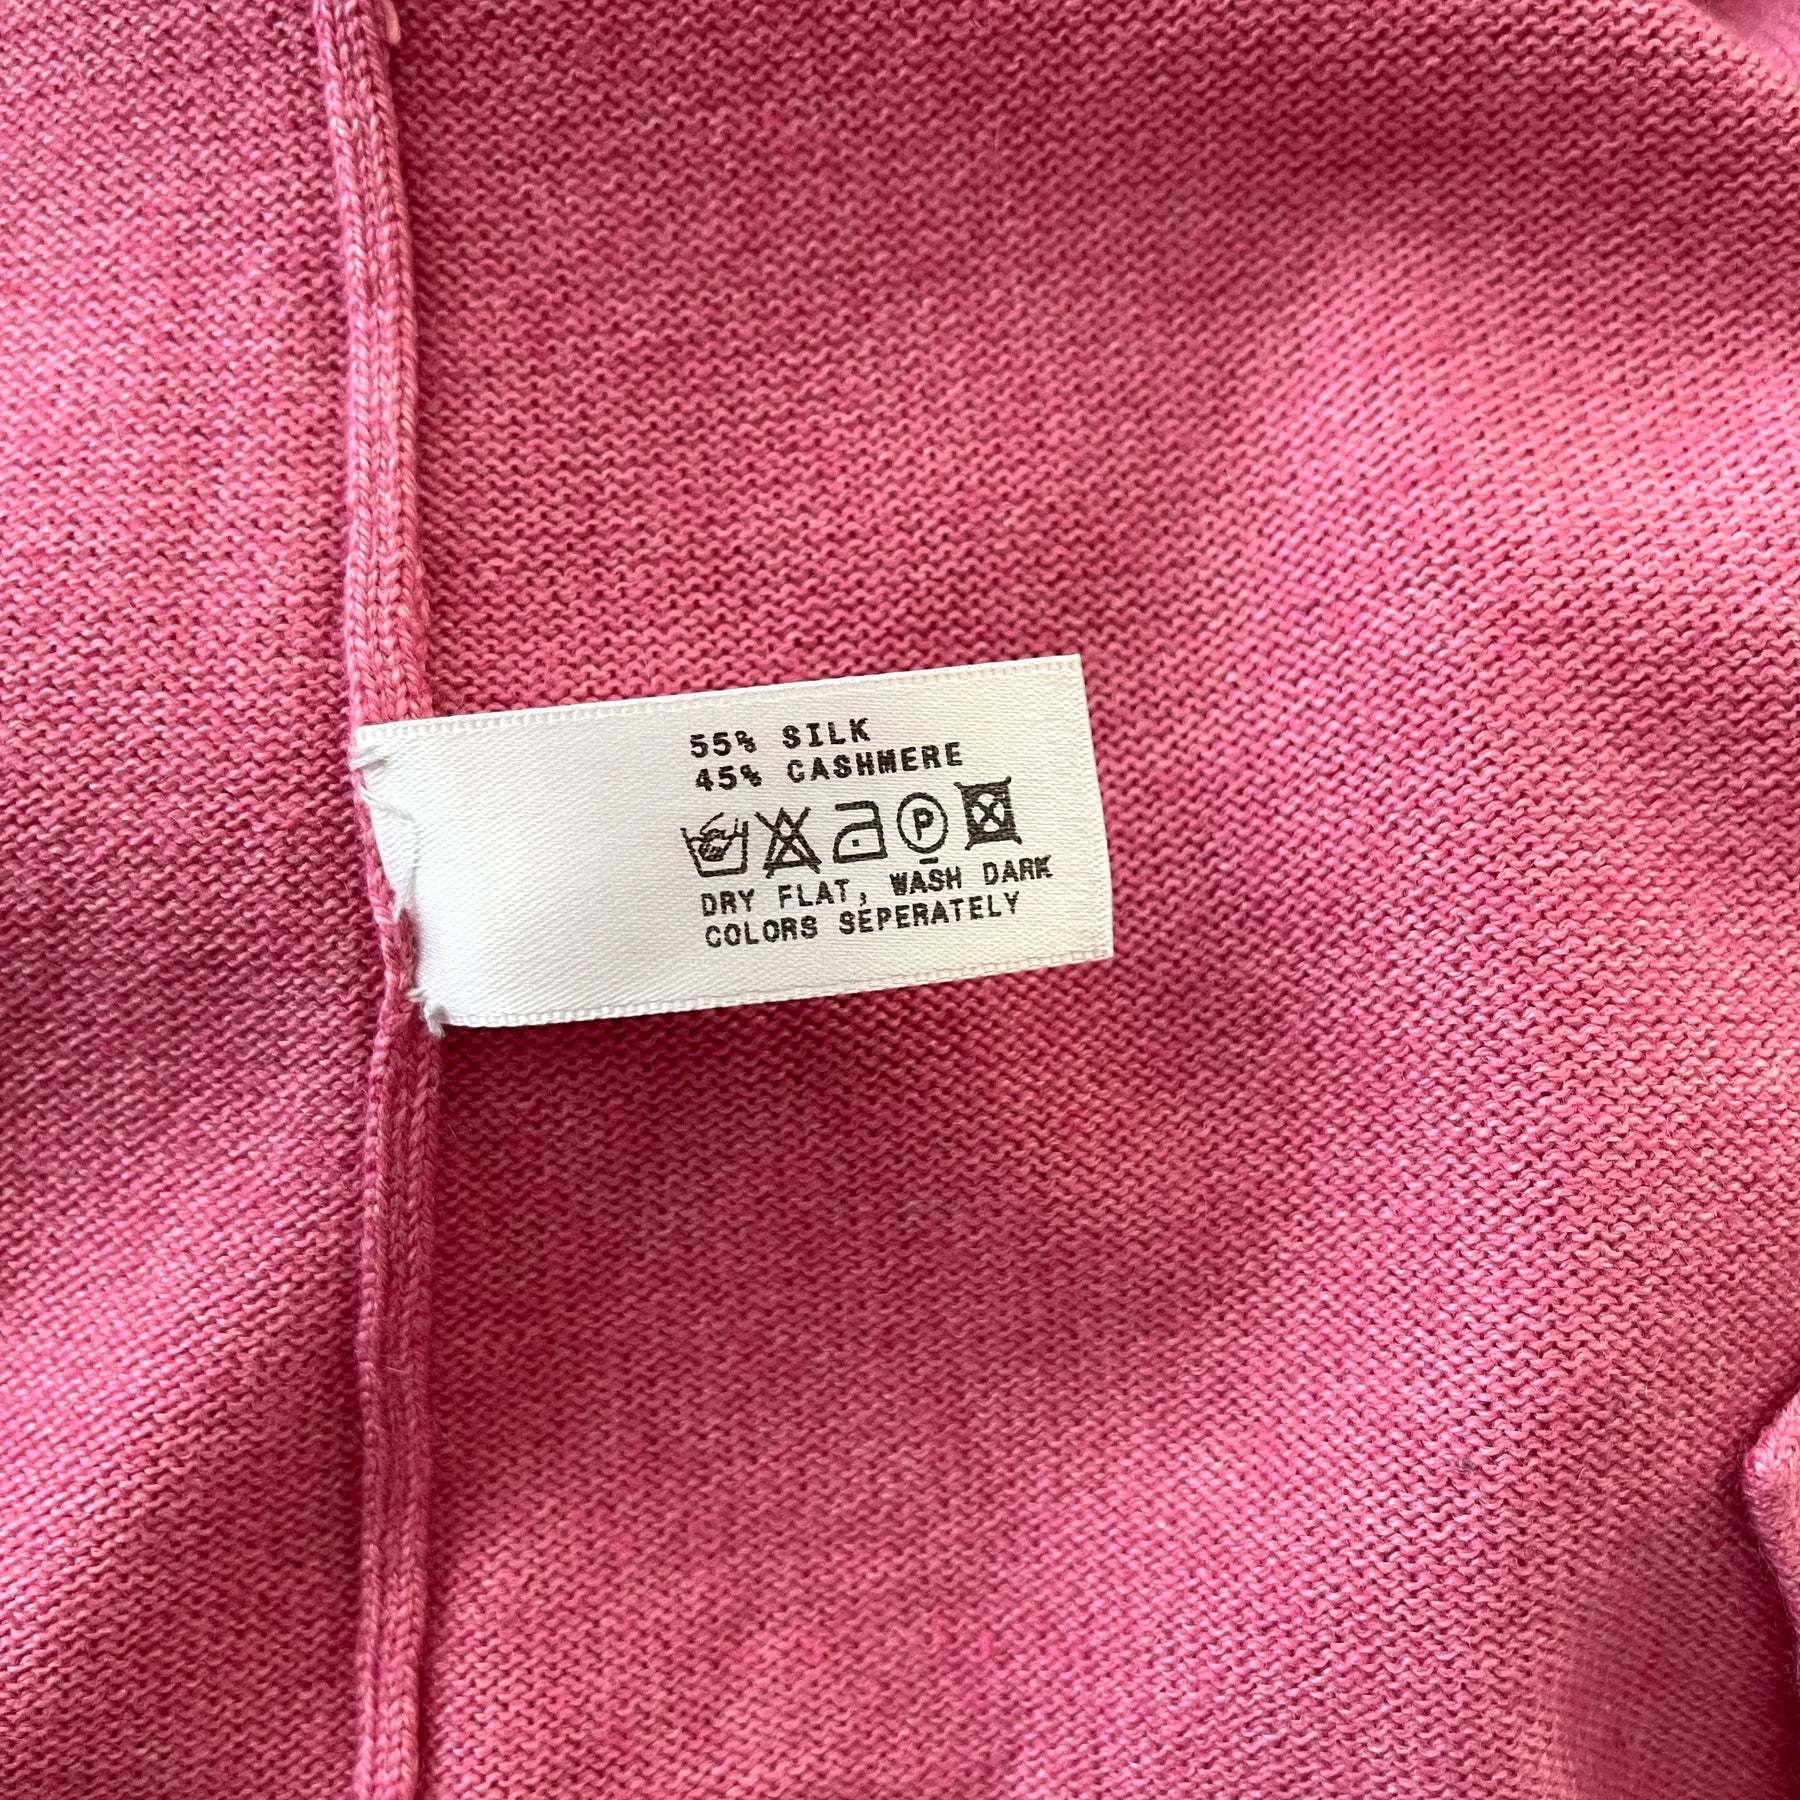 55% SILK
45% CASHMERE
P
DRY FLAT, WASH DARK
COLORS SEPERATELY